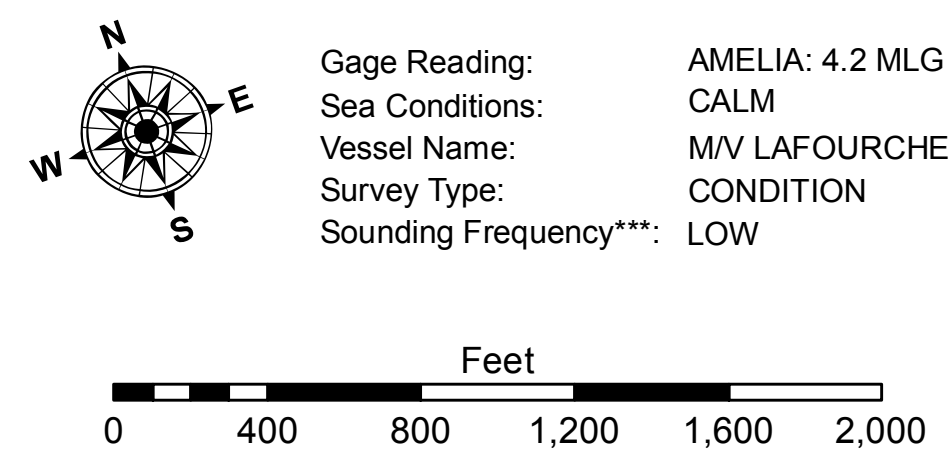 N
E
W
S
Gage Reading: AMELIA: 4.2 MLG
Sea Conditions: CALM
Vessel Name: M/V LAFOURCHE
Survey Type: CONDITION
Sounding Frequency***: LOW
Feet
0 400 800 1,200 1,600 2,000